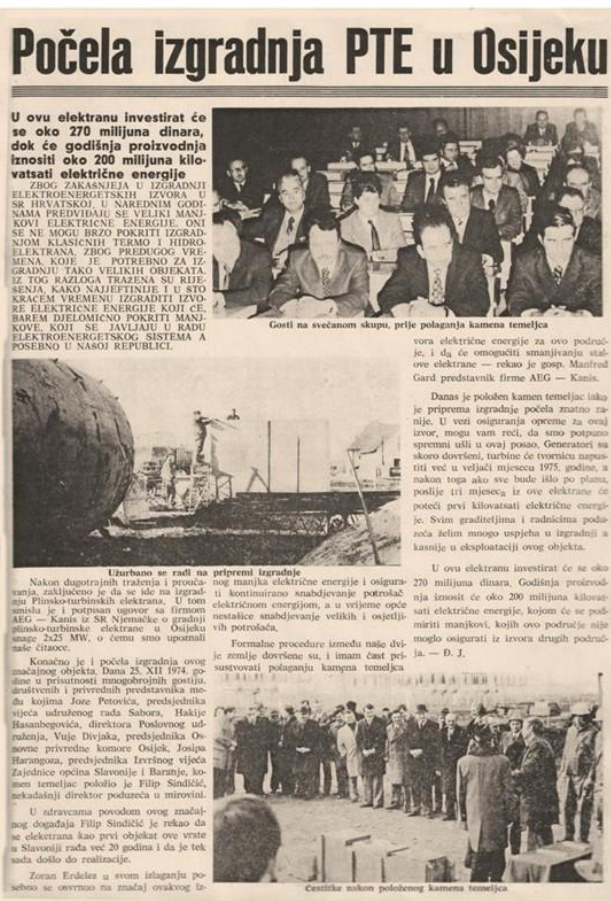 Počela izgradnja PTE u Osijeku
U ovu elektranu investirat će
se oko 270 milijuna dinara,
dok će godišnja proizvodnja
iznositi oko 200 milijuna kilo-
vatsati električne energije
ZBOG ZAKAŠNJEJA U IZGRADNJI
ELEKTROENERGETSKIH IZVORA U
SR HRVATSKOJ, U NAREDNIM GODI-
NAMA PREDVIĐAJU SE VELIKI MANJ-
KOVI ELEKTRIČNE ENERGIJE. ONI
SE NE MOGU BRZO POKRITI IZGRAD-
NJOM KLASIČNIH TERMO I HIDRO-
ELEKTRANA, ZBOG PREDUGOG VRE-
MENA, KOJE JE POTREBNO ZA IZ-
GRADNJU TAKO VELIKIH OBJEKATA.
IZ TOG RAZLOGA TRAŽENA SU RIJE-
ŠENJA, KAKO NAJJEFTINIJE I U ŠTO
KRAĆEM VREMENU IZGRADITI IZVO-
RE ELEKTRIČNE ENERGIJE KOJI ĆE,
BAREM DJELOMIČNO POKRITI MANJ-
KOVE, KOJI SE JAVLJAJU U RADU
ELEKTROENERGETSKOG SISTEMA A
POSEBNO U NAŠOJ REPUBLICI.
Gosti na svečanom skupu, prije polaganja kamena temeljca
Užurbano se radi na pripremi izgradnje
Nakon dugotrajnih traženja i prouča-
vanja, zaključeno je da se ide na izgrad-
nju Plinsko-turbinskih elektrana. U tom
smislu je i potpisan ugovor sa firmom
AEG — Kanis iz SR Njemačke o gradnji
plinsko-turbinske elektrane u Osijeku
snage 2x25 MW, o čemu smo upoznali
naše čitaoce.
Konačno je i počela izgradnja ovog
značajnog objekta. Dana 25. XII 1974. go-
dine u prisutnosti mnogobrojnih gostiju,
društvenih i privrednih predstavnika me-
đu kojima Joze Petovića, predsjednika
vijeća udruženog rada Sabora, Hakije
Hasanbegovića, direktora Poslovnog ud-
ruženja, Vuje Divjaka, predsjednika Os-
novne privredne komore Osijek, Josipa
Harangoza, predsjednika Izvršnog vijeća
Zajednice općina Slavonije i Baranje, ka-
men temeljac položio je Filip Sindičić,
nekadašnji direktor poduzeća u mirovini.
U zdravcama povodom ovog značaj-
nog događaja Filip Sindičić je rekao da
se eleketrana kao prvi objekat ove vrste
u Slavoniji rađa već 20 godina i da je tek
sada došlo do realizacije.
Zoran Erdelez u svom izlaganju po-
sebno se osvrnuo na značaj ovakvog iz-
nog manjka električne energije i osigura-
ti kontinuirano snabdjevanje potrošač
električnom energijom, a u vrijeme opće
nestašice snabdjevanje velikih i osjetlji-
vih potrošača,
Formalne procedure između naše dvi-
je zemlje dovršene su, i imam čast pri-
sustvovati polaganju kamena temeljca
vora električne energije za ovo područ-
je, i da će omogućiti smanjivanju stal-
ove elektrane — rekao je gosp. Manfred
Gard predstavnik firme AEG — Kanis.
Danas je položen kamen temeljac iako
je priprema izgradnje počela znatno ra-
nije. U vezi osiguranja opreme za ovaj
izvor, mogu vam reći, da smo potpuno
spremni ušli u ovaj posao. Generatori su
skoro dovršeni, turbine će tvornicu napus-
titi već u veljači mjesecu 1975. godine, a
nakon toga ako sve bude išlo po planu,
poslije tri mjeseca iz ove elektrane će
poteći prvi kilovatsati električne energi-
je. Svim graditeljima i radnicima podu-
zeća želim mnogo uspjeha u izgradnji a
kasnije u eksploataciji ovog objekta.
U ovu elektranu investirat će se oko
270 milijuna dinara. Godišnja proizvod-
nja iznosit će oko 200 milijuna kilovat-
sati električne energije, kojom će se pod-
miriti manjkovi, kojih ovo područje nije
moglo osigurati iz izvora drugih područ-
ja. — Đ. J.
Čestitke nakon položenog kamena temeljca